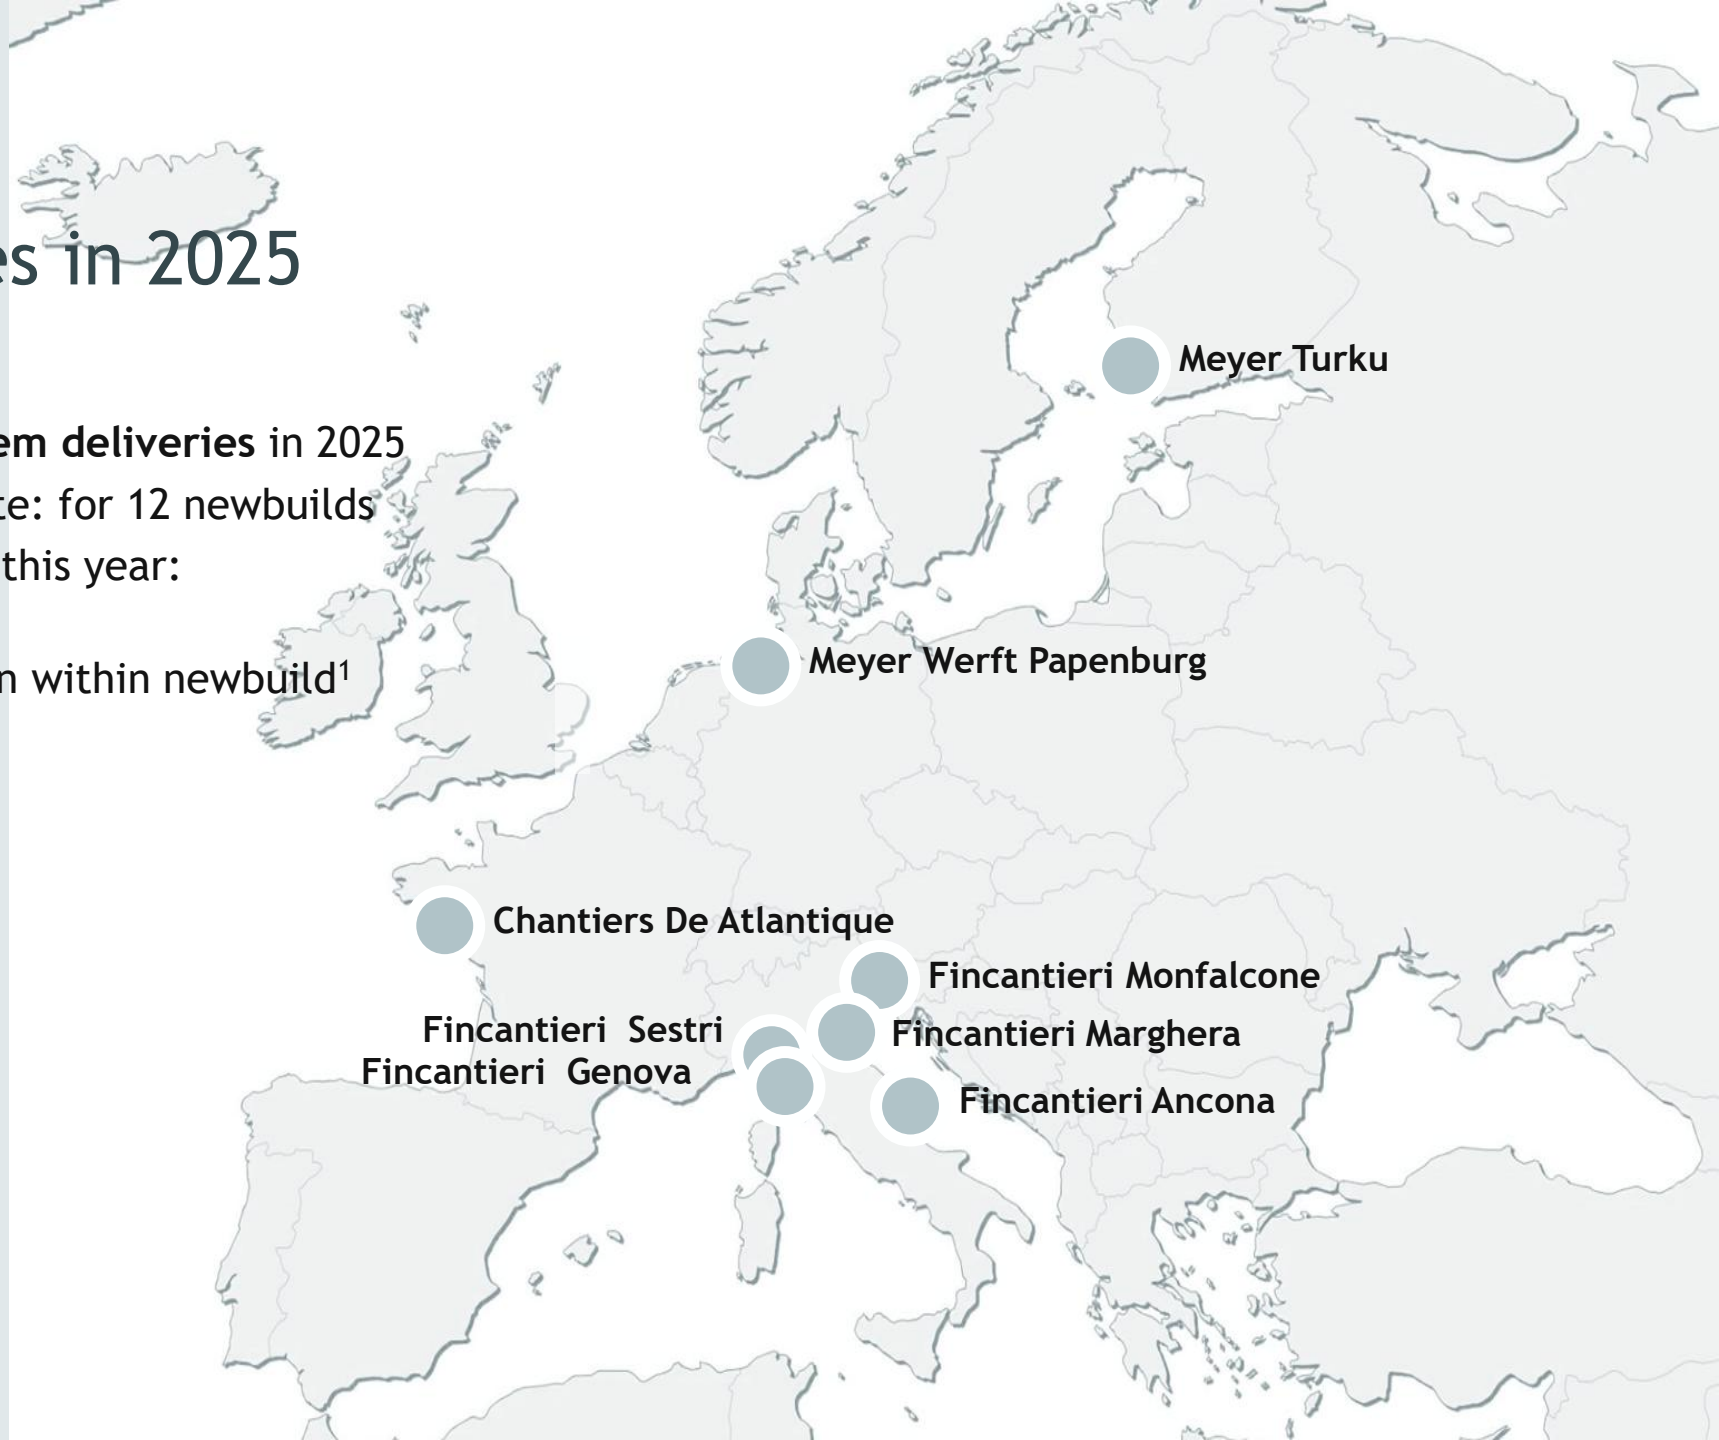 es in 2025
em deliveries in 2025
te: for 12 newbuilds
this year:
n within newbuild¹
Meyer Turku
Meyer Werft Papenburg
Chantiers De Atlantique
Fincantieri Monfalcone
Fincantieri Sestri
Fincantieri Marghera
Fincantieri Genova
Fincantieri Ancona